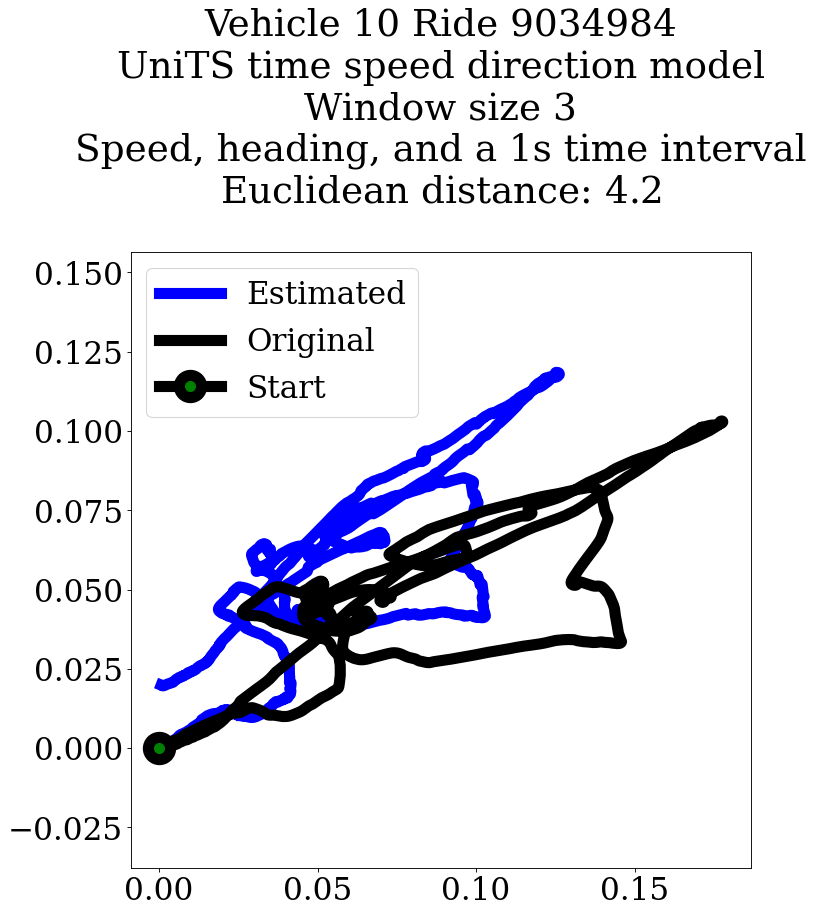 Vehicle 10 Ride 9034984
UniTS time speed direction model
Window size 3
Speed, heading, and a 1s time interval
Euclidean distance: 4.2
0.150
0.125
0.100
0.075
0.050
0.025
0.000
−0.025
Estimated
Original
Start
0.00 0.05 0.10 0.15